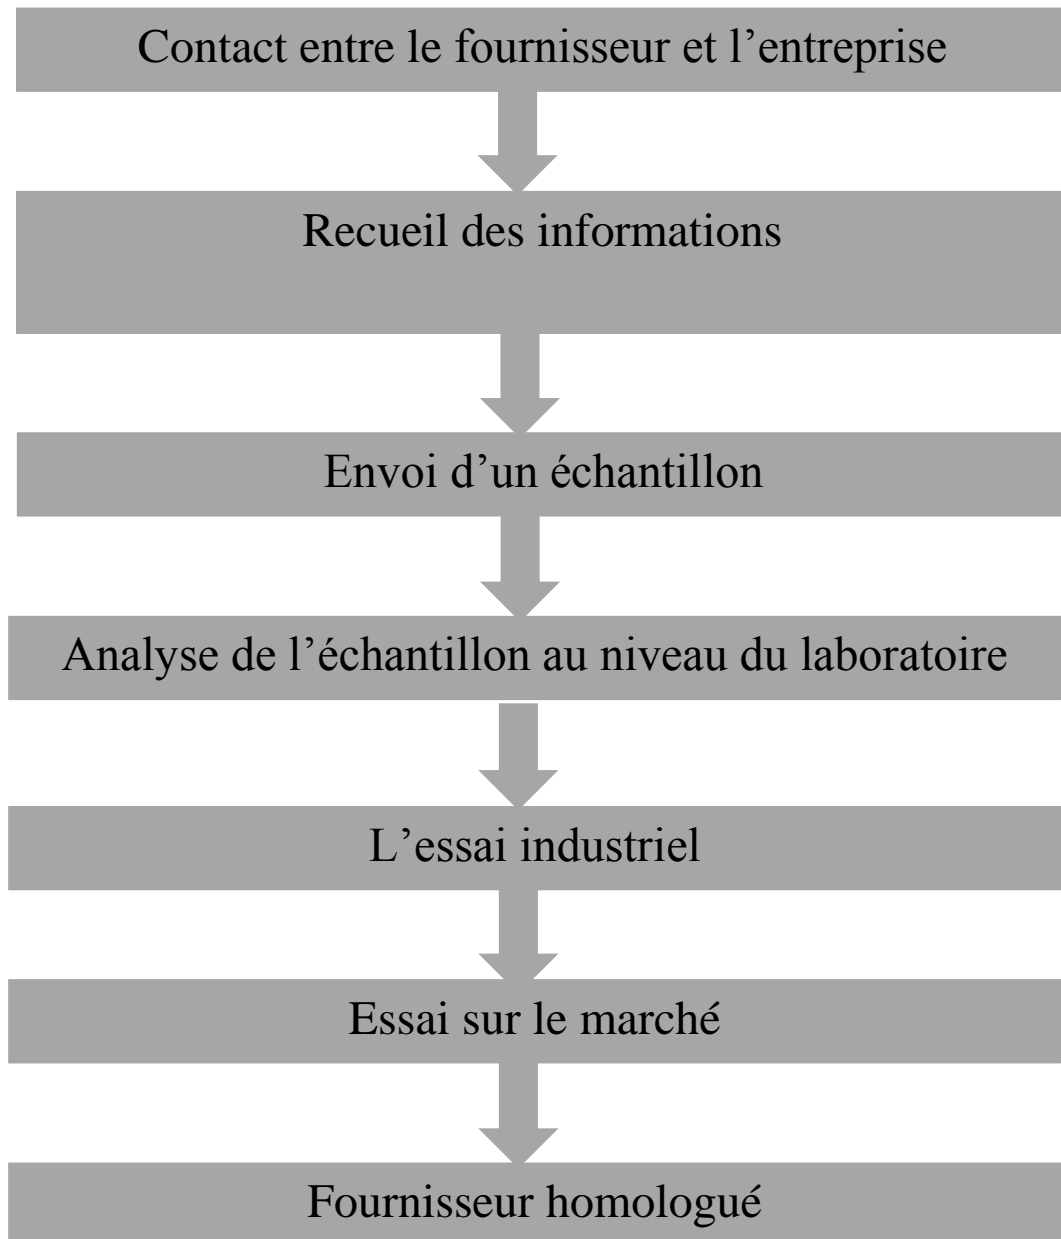 Contact entre le fournisseur et l’entreprise
Recueil des informations
Envoi d’un échantillon
Analyse de l’échantillon au niveau du laboratoire
L’essai industriel
Essai sur le marché
Fournisseur homologué